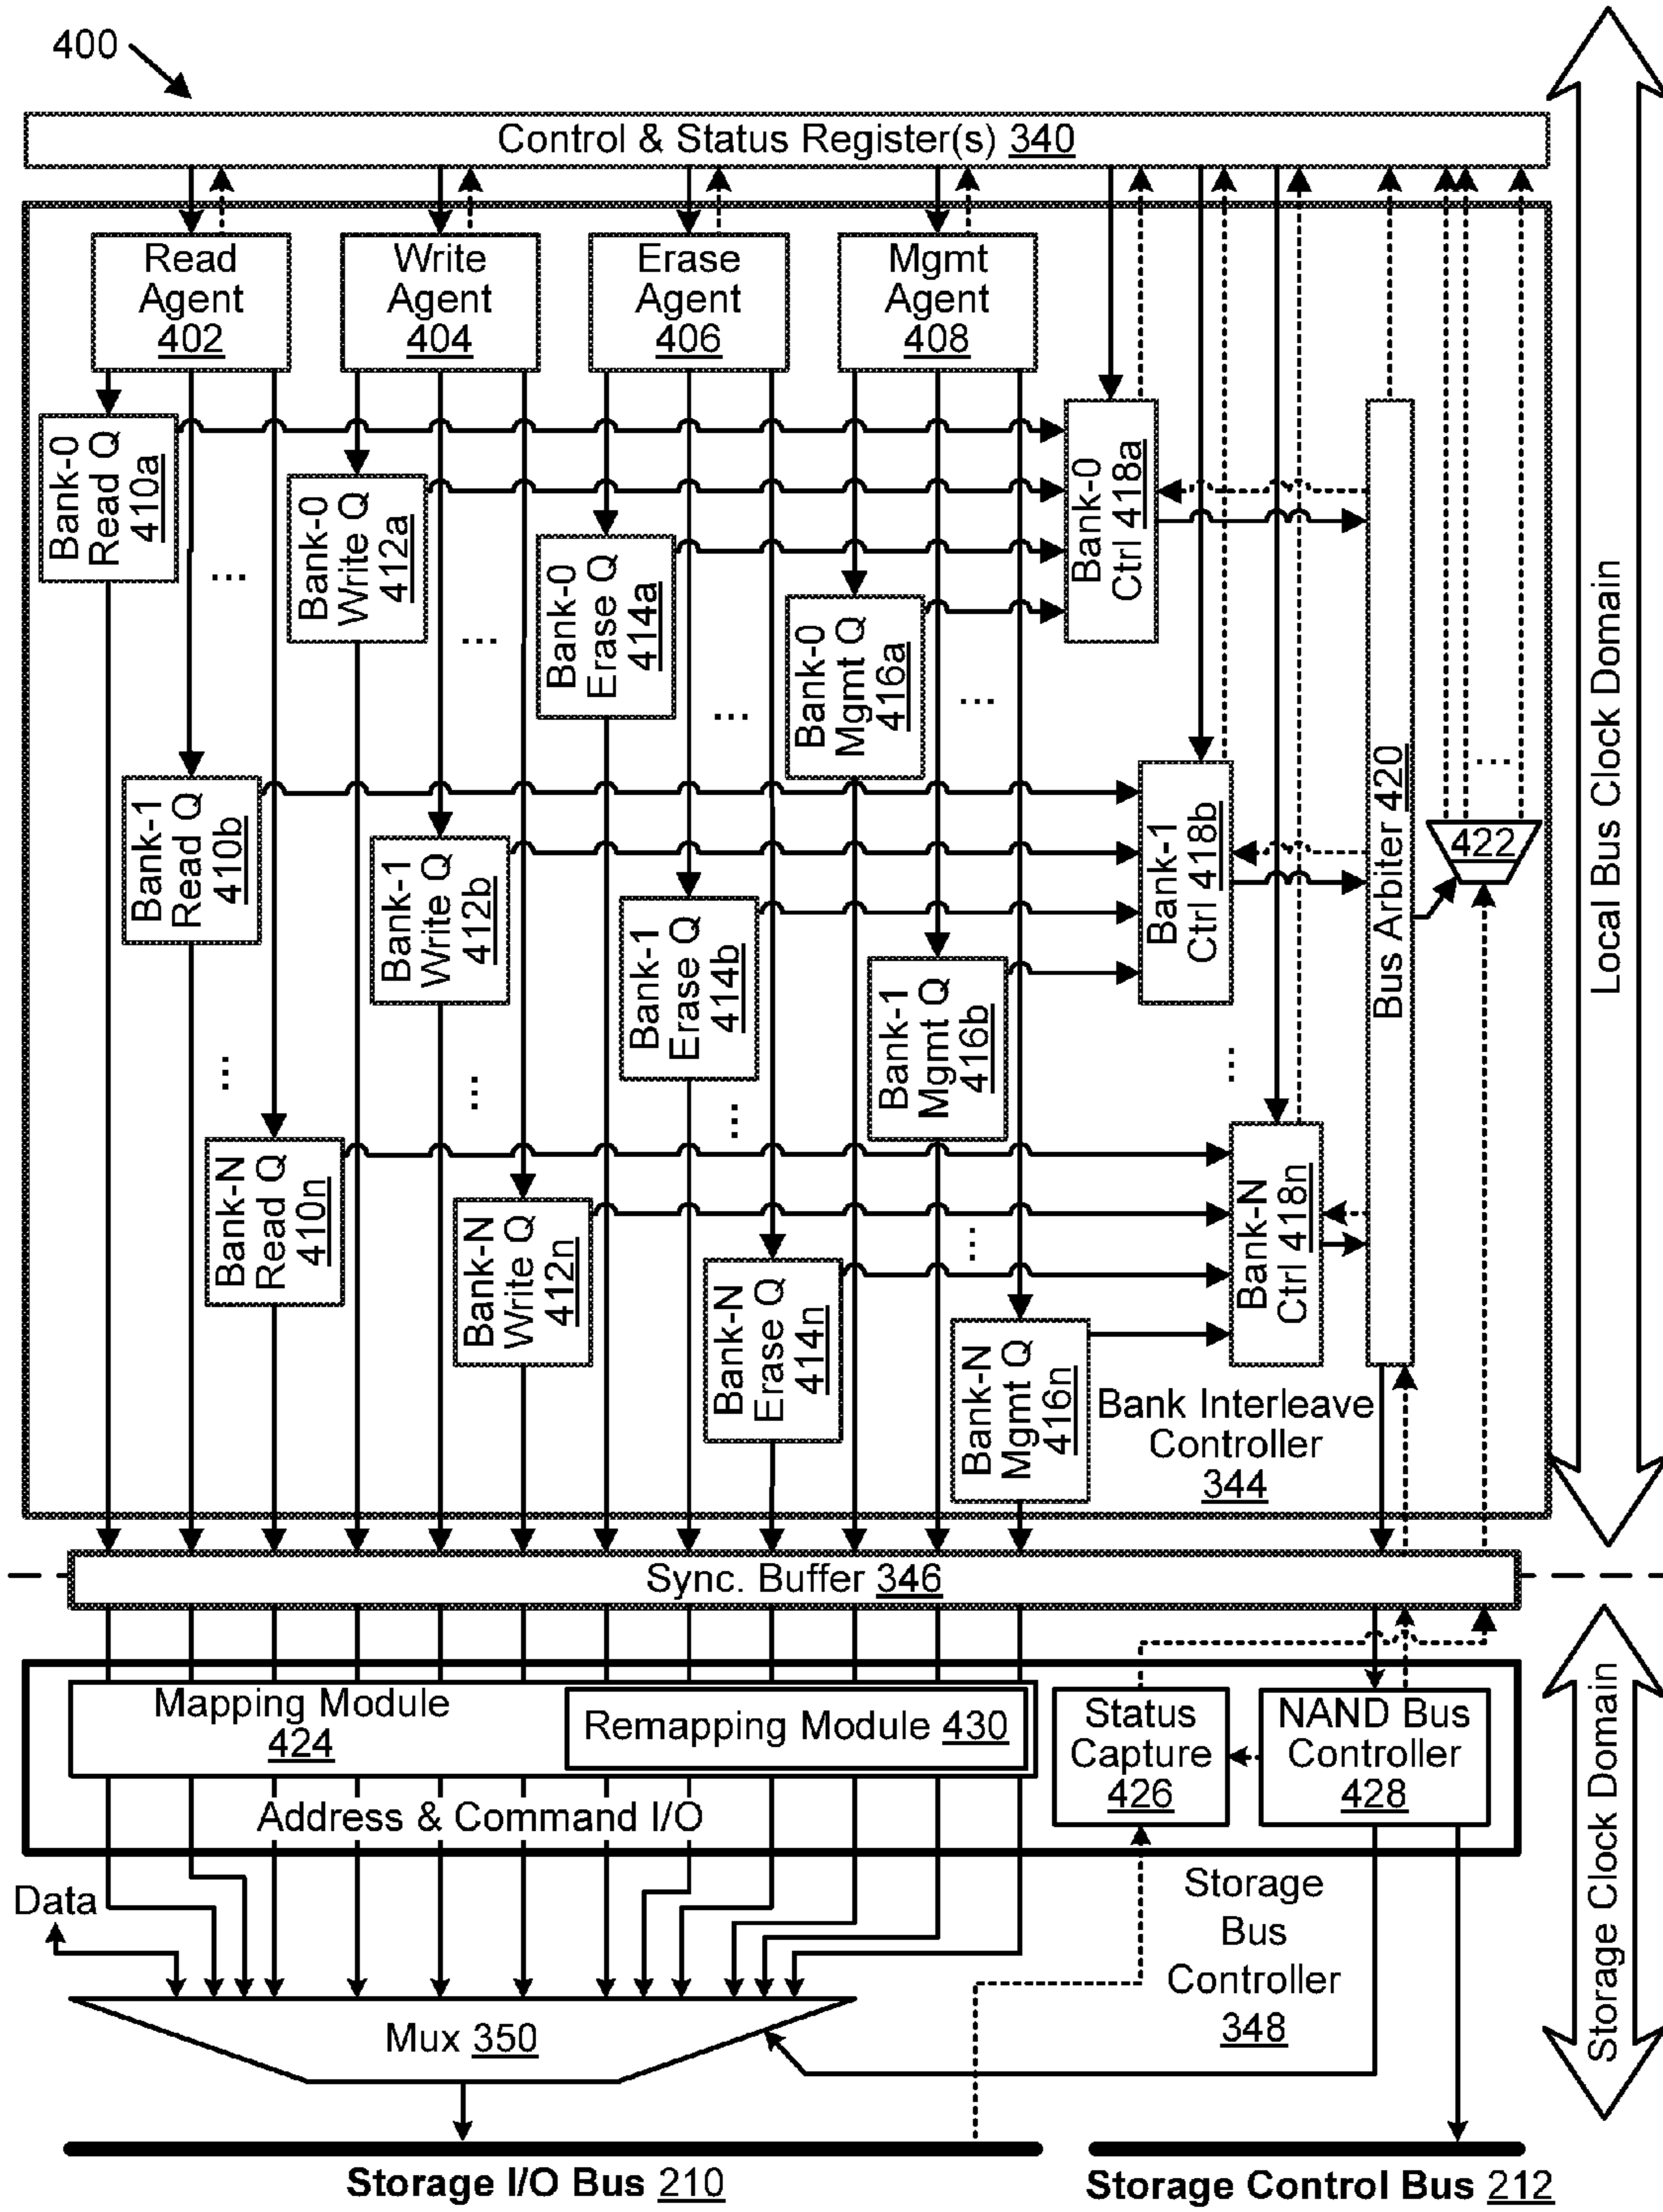 400
Control & Status Register(s) 340
Read
Agent
402
Write
Agent
404
Erase
Agent
406
Mgmt
Agent
408
Bank-0
Read Q
410a
Bank-0
Write Q
412a
Bank-0
Erase Q
414a
Bank-0
Mgmt Q
416a
Bank-0
Ctrl 418a
...
...
...
...
Bank-1
Read Q
410b
Bank-1
Write Q
412b
Bank-1
Erase Q
414b
Bank-1
Mgmt Q
416b
Bank-1
Ctrl 418b
Bus Arbiter 420
...
422
...
...
...
...
...
Bank-N
Read Q
410n
Bank-N
Write Q
412n
Bank-N
Erase Q
414n
Bank-N
Mgmt Q
416n
Bank-N
Ctrl 418n
Bank Interleave
Controller
344
Local Bus Clock Domain
Sync. Buffer 346
Mapping Module
424
Remapping Module 430
Status
Capture
426
NAND Bus
Controller
428
Address & Command I/O
Data
Storage
Bus
Controller
348
Storage Clock Domain
Mux 350
Storage I/O Bus 210
Storage Control Bus 212